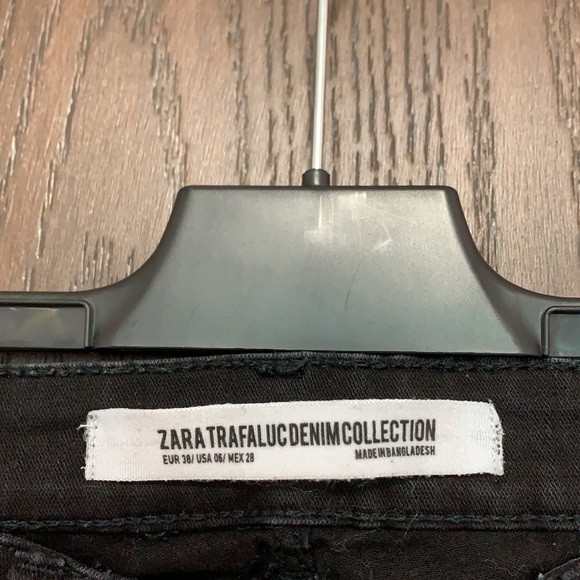 ZARA TRAFALUC DENIM COLLECTION
EUR 38/ USA 06/ MEX 28 MADE IN BANGLADESH